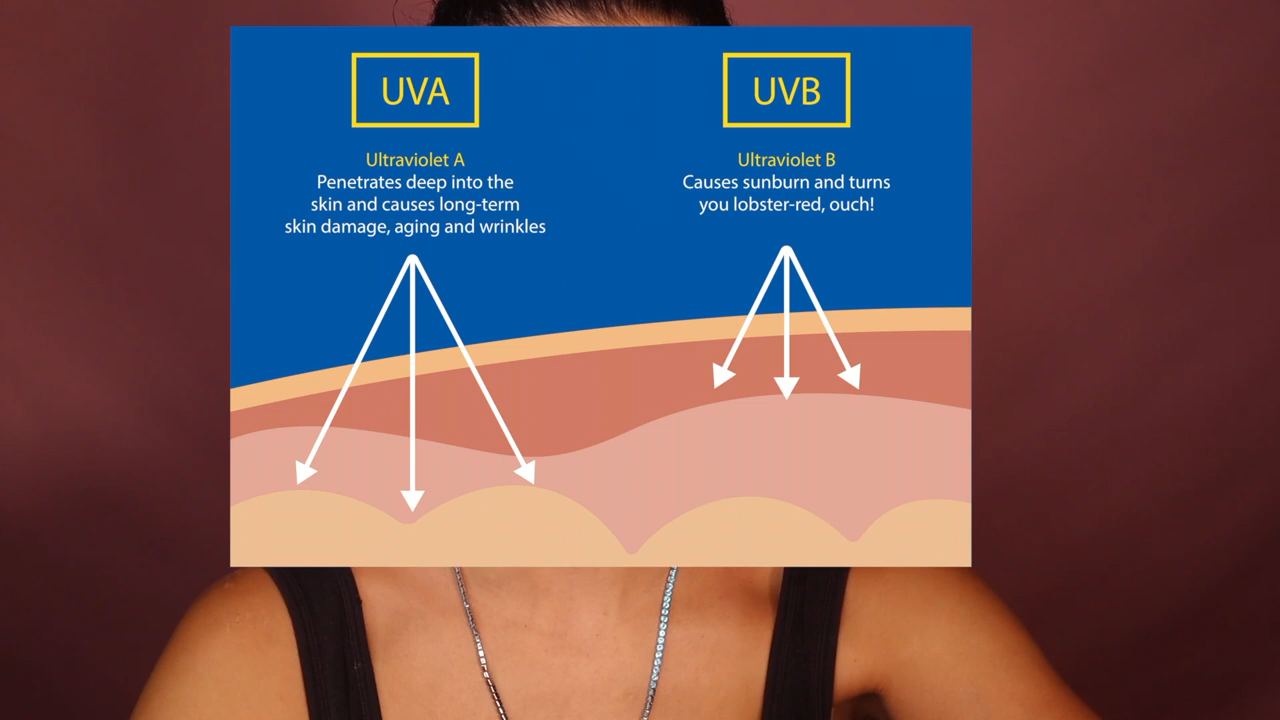 UVA
Ultraviolet A
Penetrates deep into the
skin and causes long-term
skin damage, aging and wrinkles
UVB
Ultraviolet B
Causes sunburn and turns
you lobster-red, ouch!